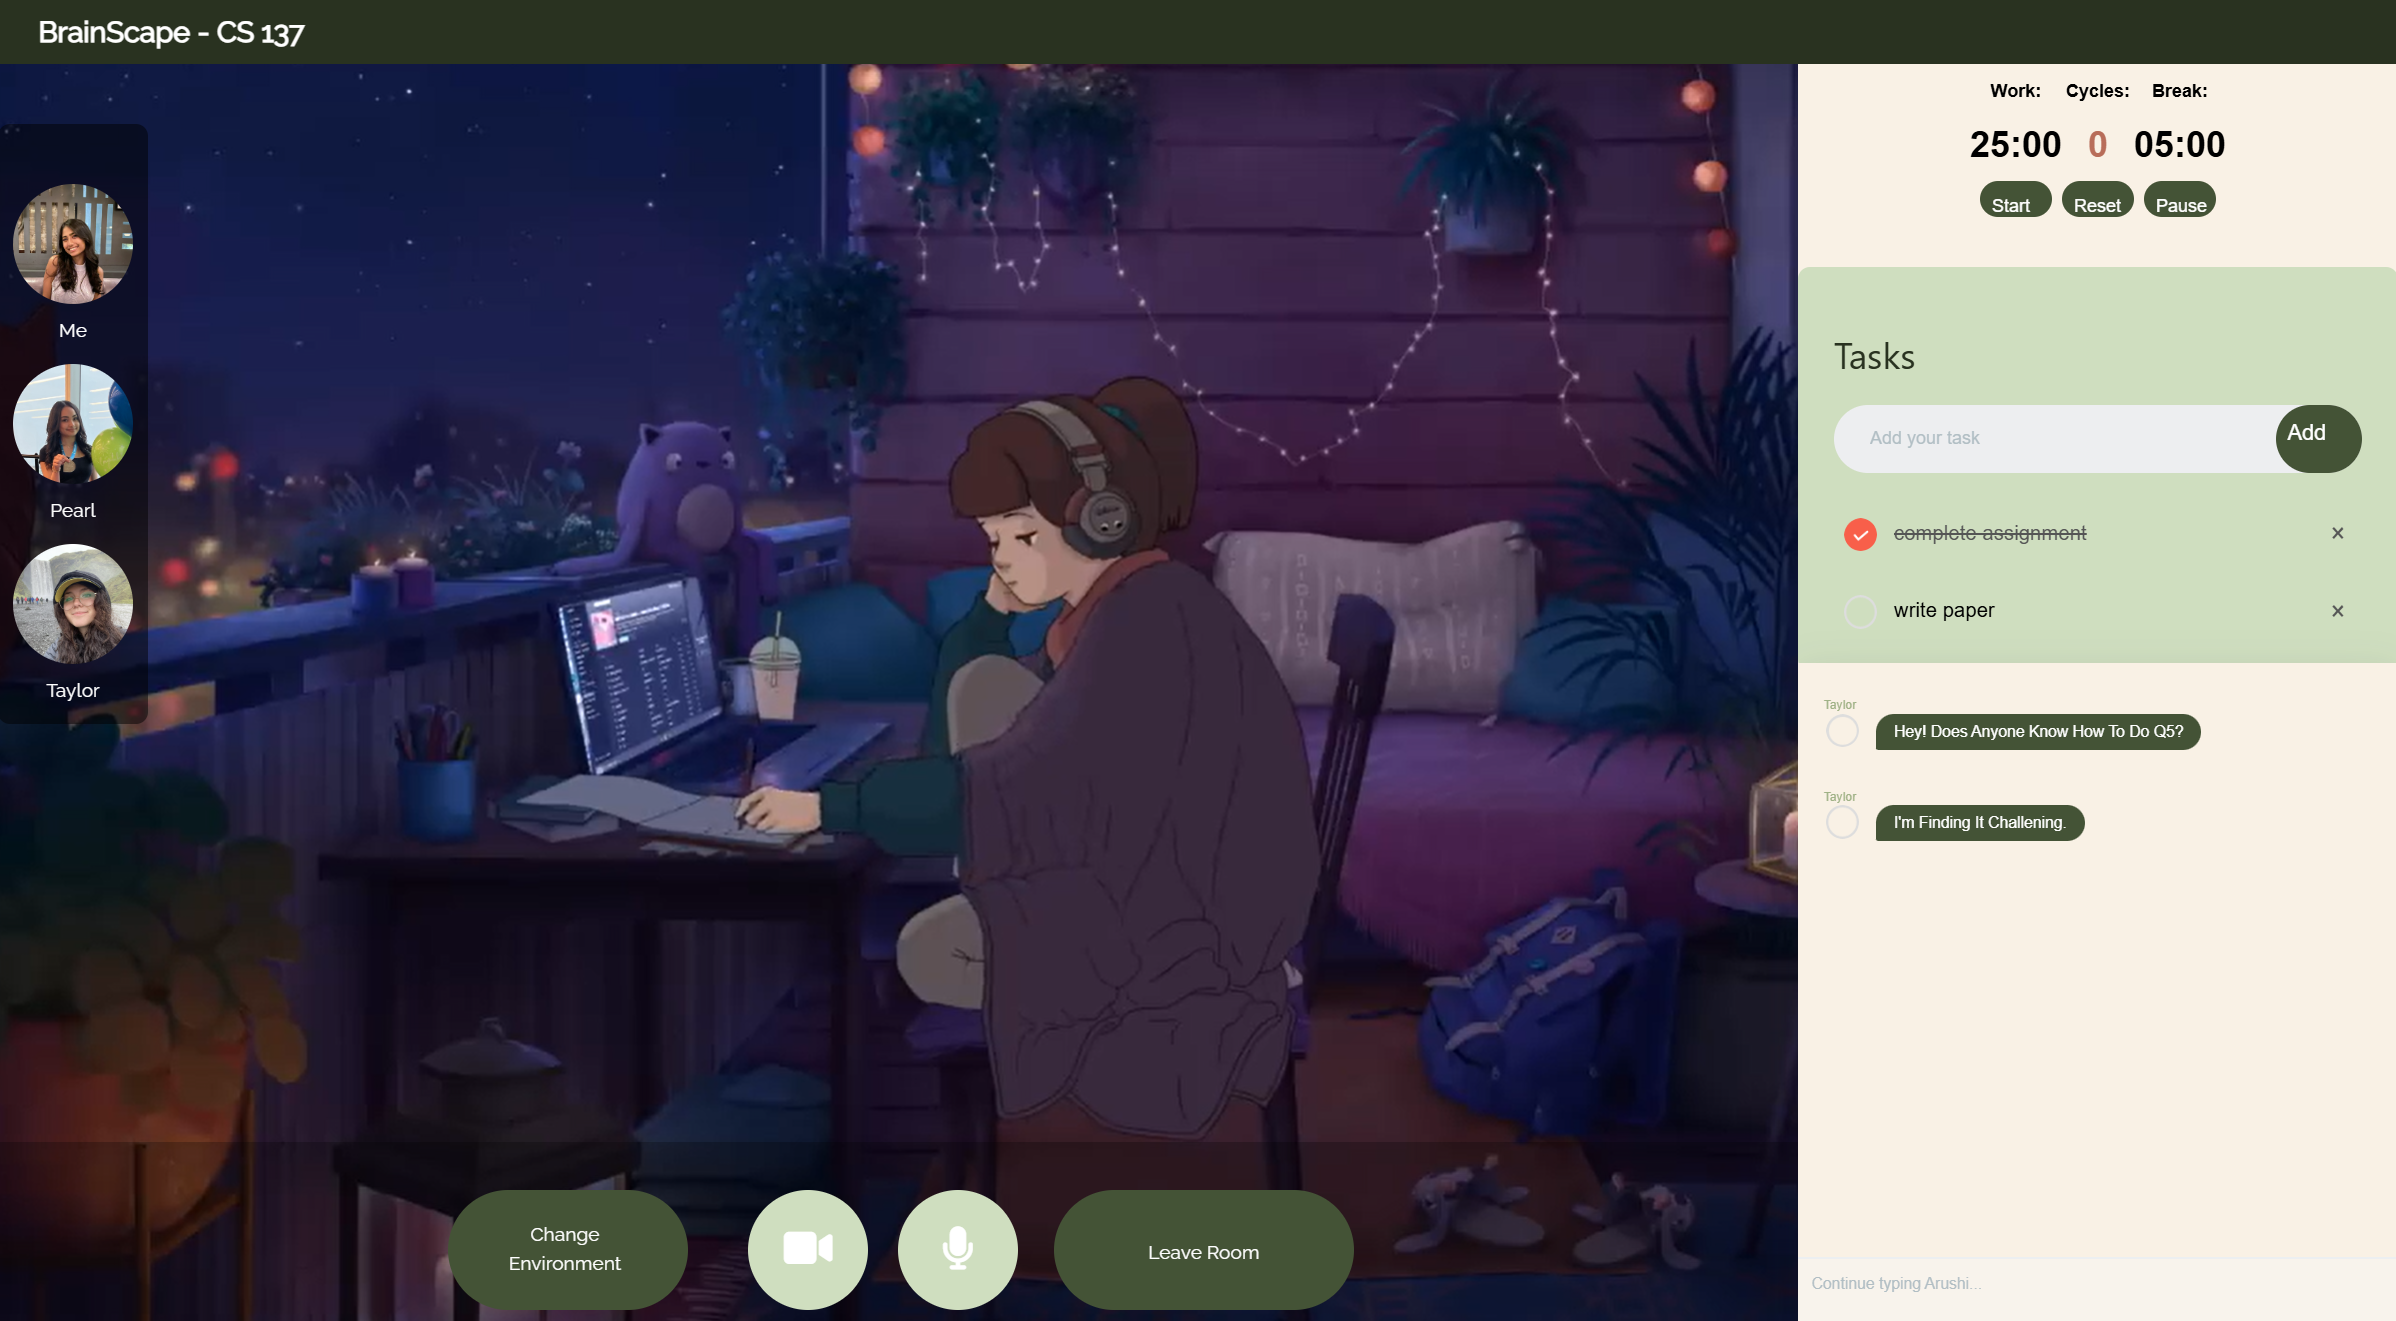 BrainScape - CS 137
Me
Pearl
Taylor
Change
Environment
Leave Room
Work: Cycles: Break:
25:00 0 05:00
Start Reset Pause
Tasks
Add your task Add
complete assignment ×
write paper ×
Taylor
Hey! Does Anyone Know How To Do Q5?
Taylor
I'm Finding It Challening.
Continue typing Arushi...